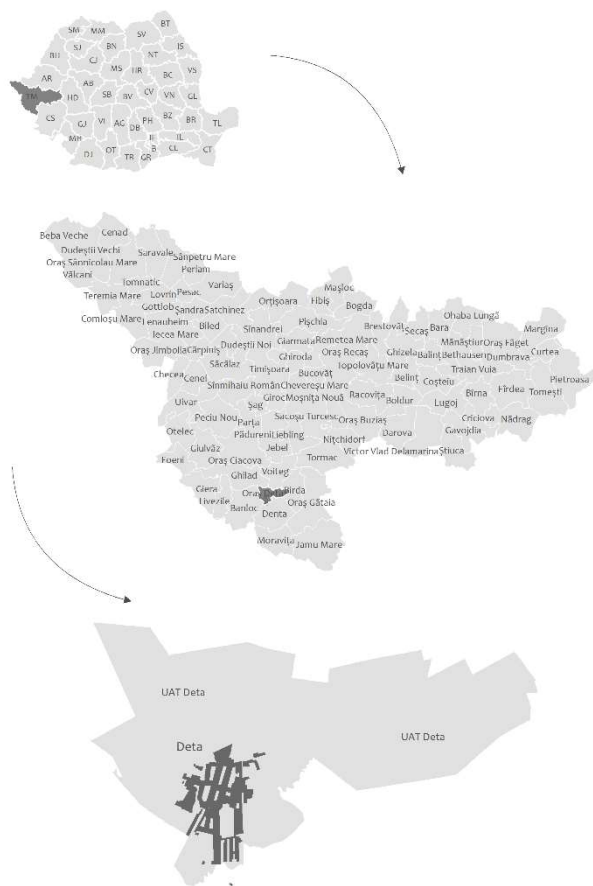 SM MM SV BT
BH SJ BN IS
CJ NT
MS HR BC VS
AR AB
TM HD SB BV CV VN GL
CS GJ VL AG PH BZ BR TL
DB
MH IL
OT B CL CT
DJ TR GR
Beba Veche Cenad
Dudeștii Vechi Saravale Sânpetru Mare
Oraș Sânnicolau Mare Periam
Vălcani
Tomnatic Variaș Mașloc
Teremia Mare Lovrin Pesac Orțișoara Fibiș Bogda
Gottlob Șandra Satchinez Ohaba Lungă
Comloșu Mare Lenauheim Biled Sinandrei Pișchia Brestovăț Secaș Bara Margina
Iecea Mare Giarmata Remetea Mare Mănăștiur Oraș Făget
Oraș Jimbolia Cărpiniș Dudeștii Noi Ghiroda Oraș Recaș Ghizela Balinț Bethausen Dumbrava Curtea
Săcălaz Timișoara Topolovățu Mare Traian Vuia
Checea Cenei Bucovăț Belinț Coșteiu Pietroasa
Sînmihaiu Român Chevereșu Mare Fîrdea
Uivar Giroc Moșnița Nouă Racovița Boldur Lugoj Bîrna Tomești
Șag
Peciu Nou Parța Sacoșu Turcesc Oraș Buziaș Criciova Nădrag
Otelec Pădureni Liebling Nițchidorf Darova Gavojdia
Giulvăz Jebel Victor Vlad Delamarina Știuca
Foeni Oraș Ciacova Tormac
Ghilad Voiteg
Giera Oraș Deta Birda
Livezile Oraș Gătaia
Banloc Denta
Moravița Jamu Mare
UAT Deta
UAT Deta
Deta